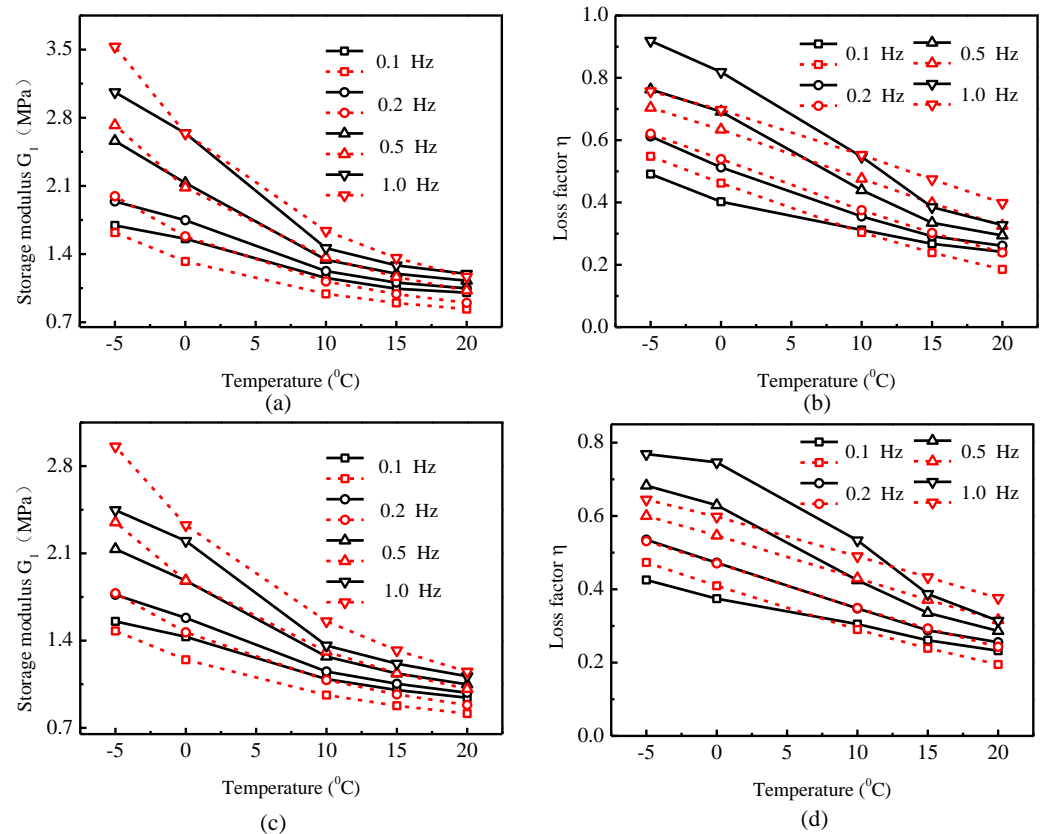 3.5
2.8
2.1
1.4
0.7
Storage modulus G1 (MPa)
0.1 Hz
0.2 Hz
0.5 Hz
1.0 Hz
-5 0 5 10 15 20
Temperature (⁰C)
(a)
1.0
0.8
0.6
0.4
0.2
0.0
Loss factor η
0.1 Hz 0.5 Hz
0.2 Hz 1.0 Hz
-5 0 5 10 15 20
Temperature (⁰C)
(b)
2.8
2.1
1.4
0.7
Storage modulus G1 (MPa)
0.1 Hz
0.2 Hz
0.5 Hz
1.0 Hz
-5 0 5 10 15 20
Temperature (⁰C)
(c)
0.8
0.6
0.4
0.2
0.0
Loss factor η
0.1 Hz 0.5 Hz
0.2 Hz 1.0 Hz
-5 0 5 10 15 20
Temperature (⁰C)
(d)